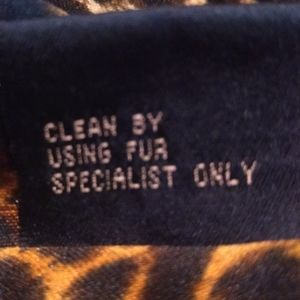 CLEAN BY
USING FUR
SPECIALIST ONLY